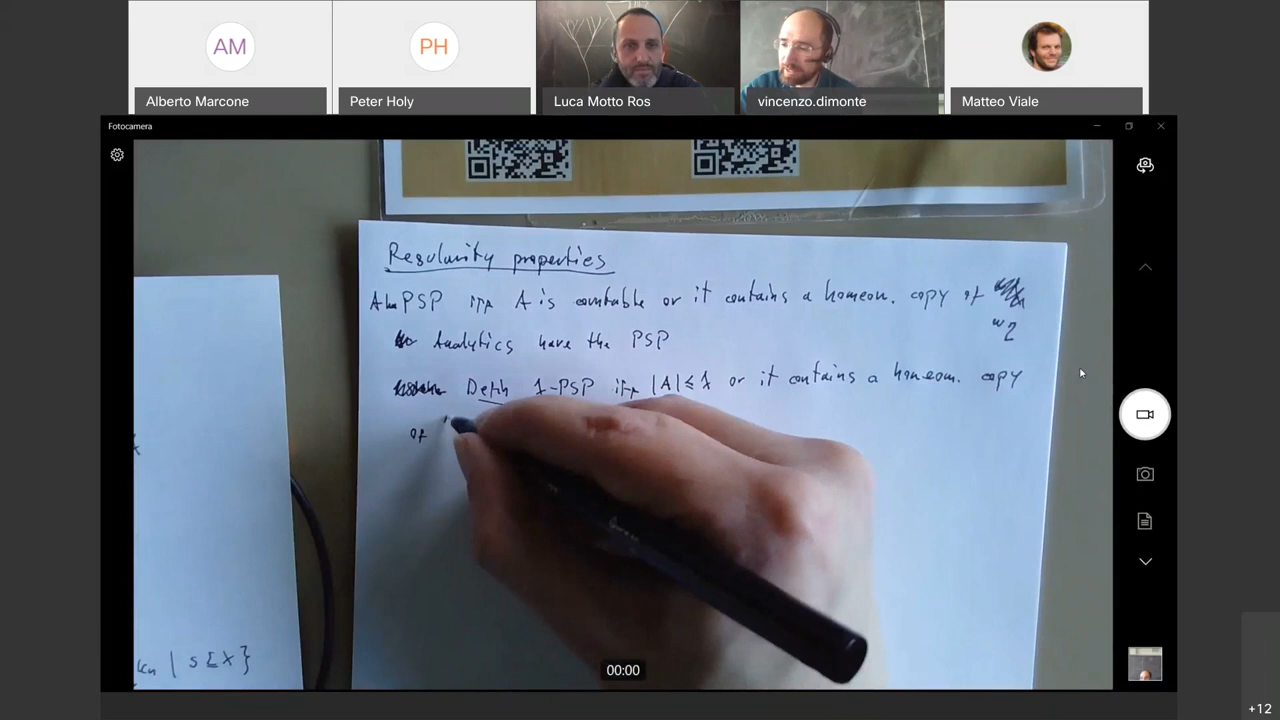 AM
PH
Alberto Marcone
Peter Holy
Luca Motto Ros
vincenzo.dimonte
Matteo Viale
Fotocamera
Regularity properties
PSP iff A is countable or it contains a homeom. copy of
ω2
Analytics have the PSP
Defn λ-PSP iff |A| ≤ λ or it contains a homeom. copy
of
| s ∈ X }
00:00
+12